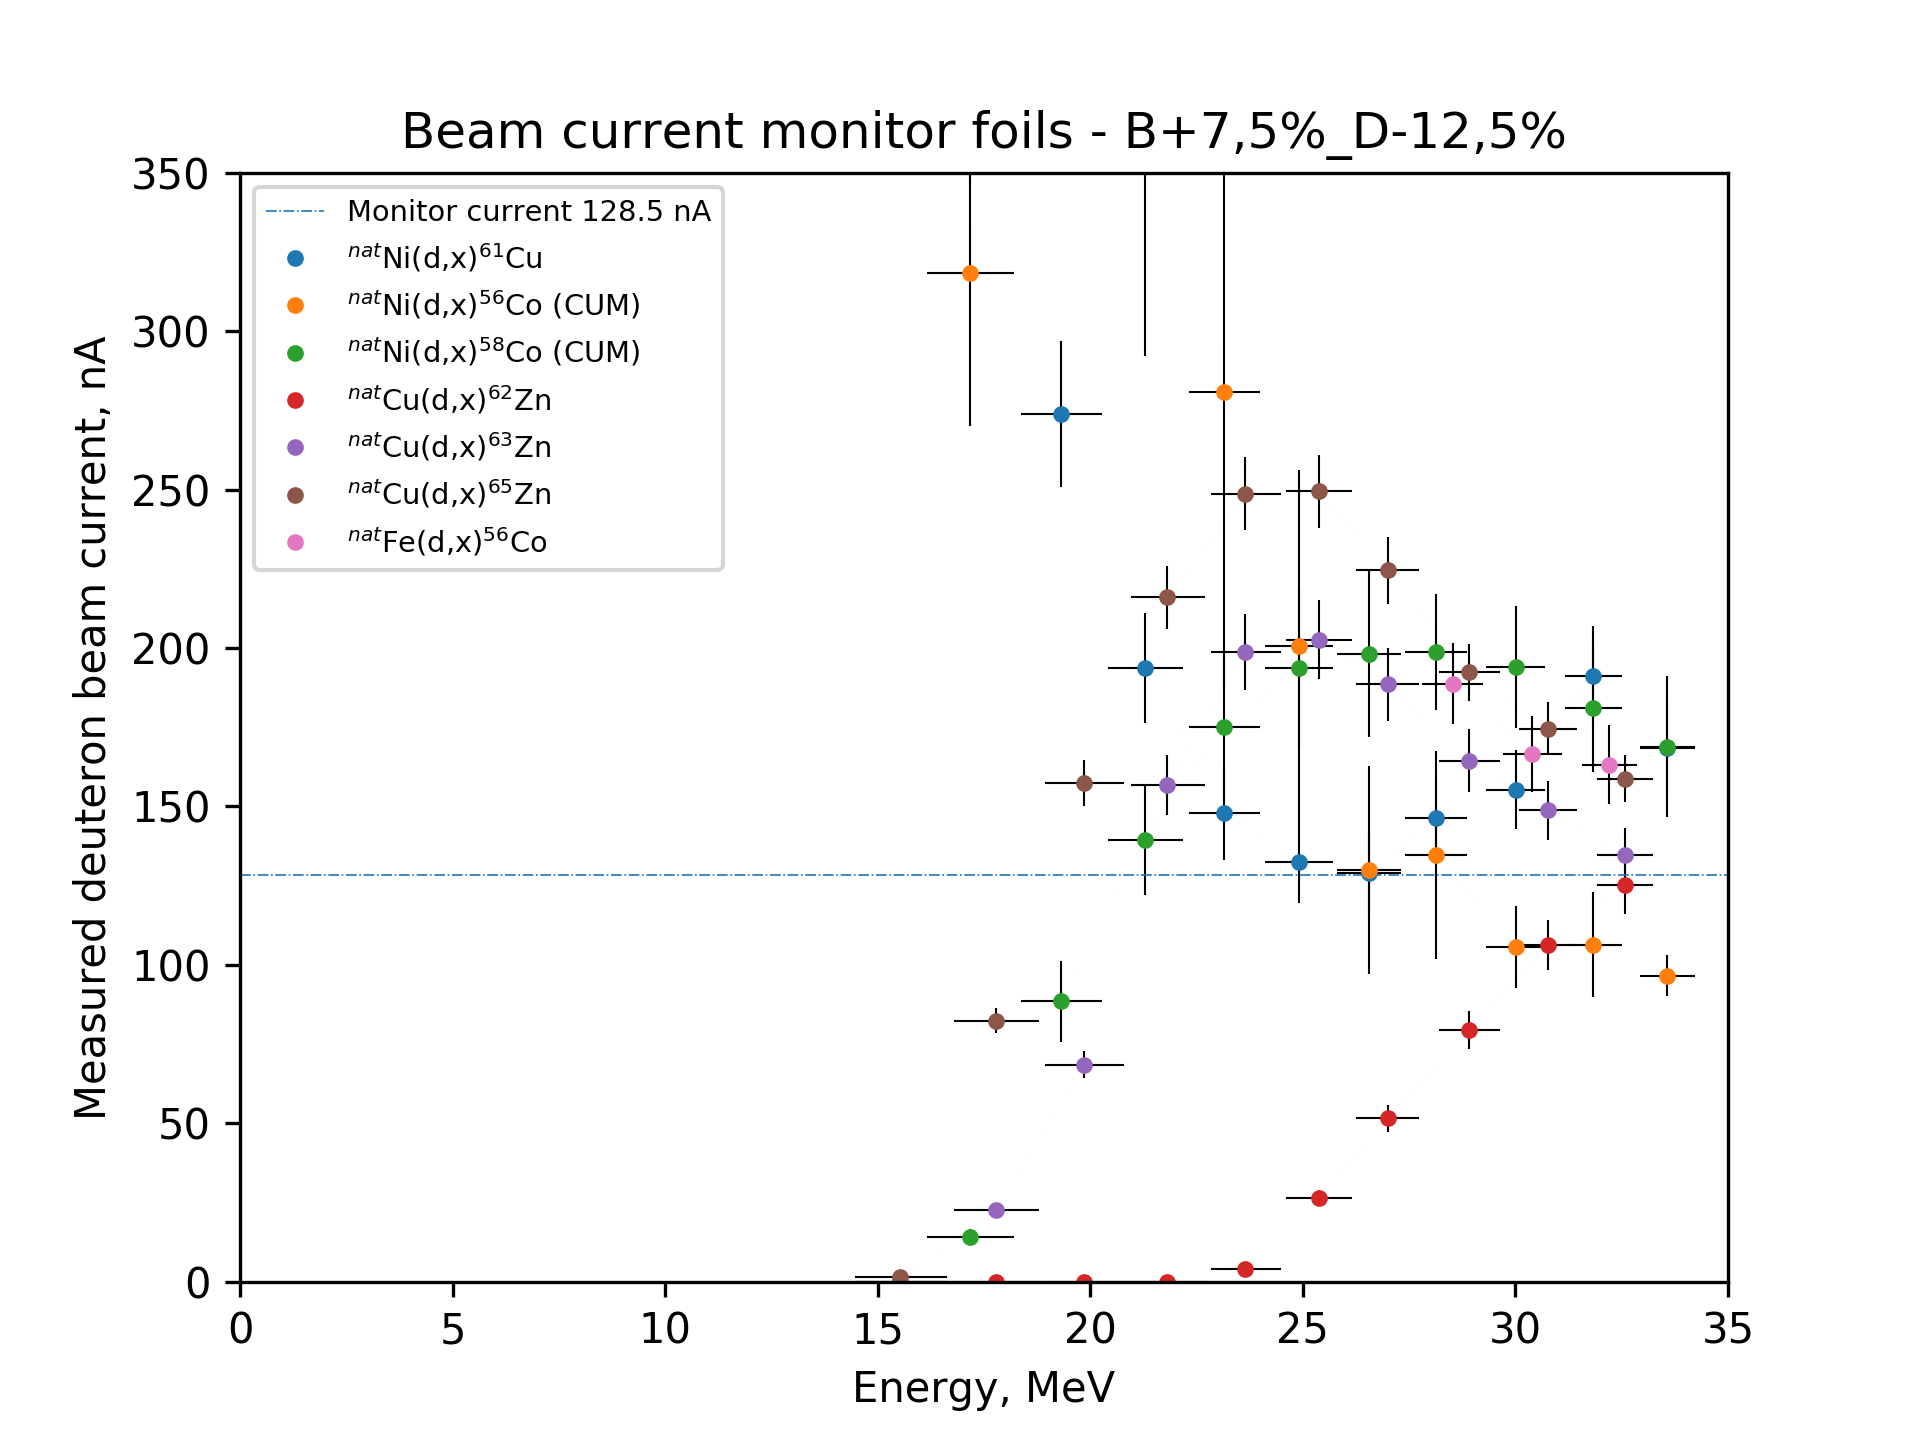 Beam current monitor foils - B+7,5%_D-12,5%
Measured deuteron beam current, nA
350
300
250
200
150
100
50
0
Monitor current 128.5 nA
natNi(d,x)61Cu
natNi(d,x)56Co (CUM)
natNi(d,x)58Co (CUM)
natCu(d,x)62Zn
natCu(d,x)63Zn
natCu(d,x)65Zn
natFe(d,x)56Co
0 5 10 15 20 25 30 35
Energy, MeV